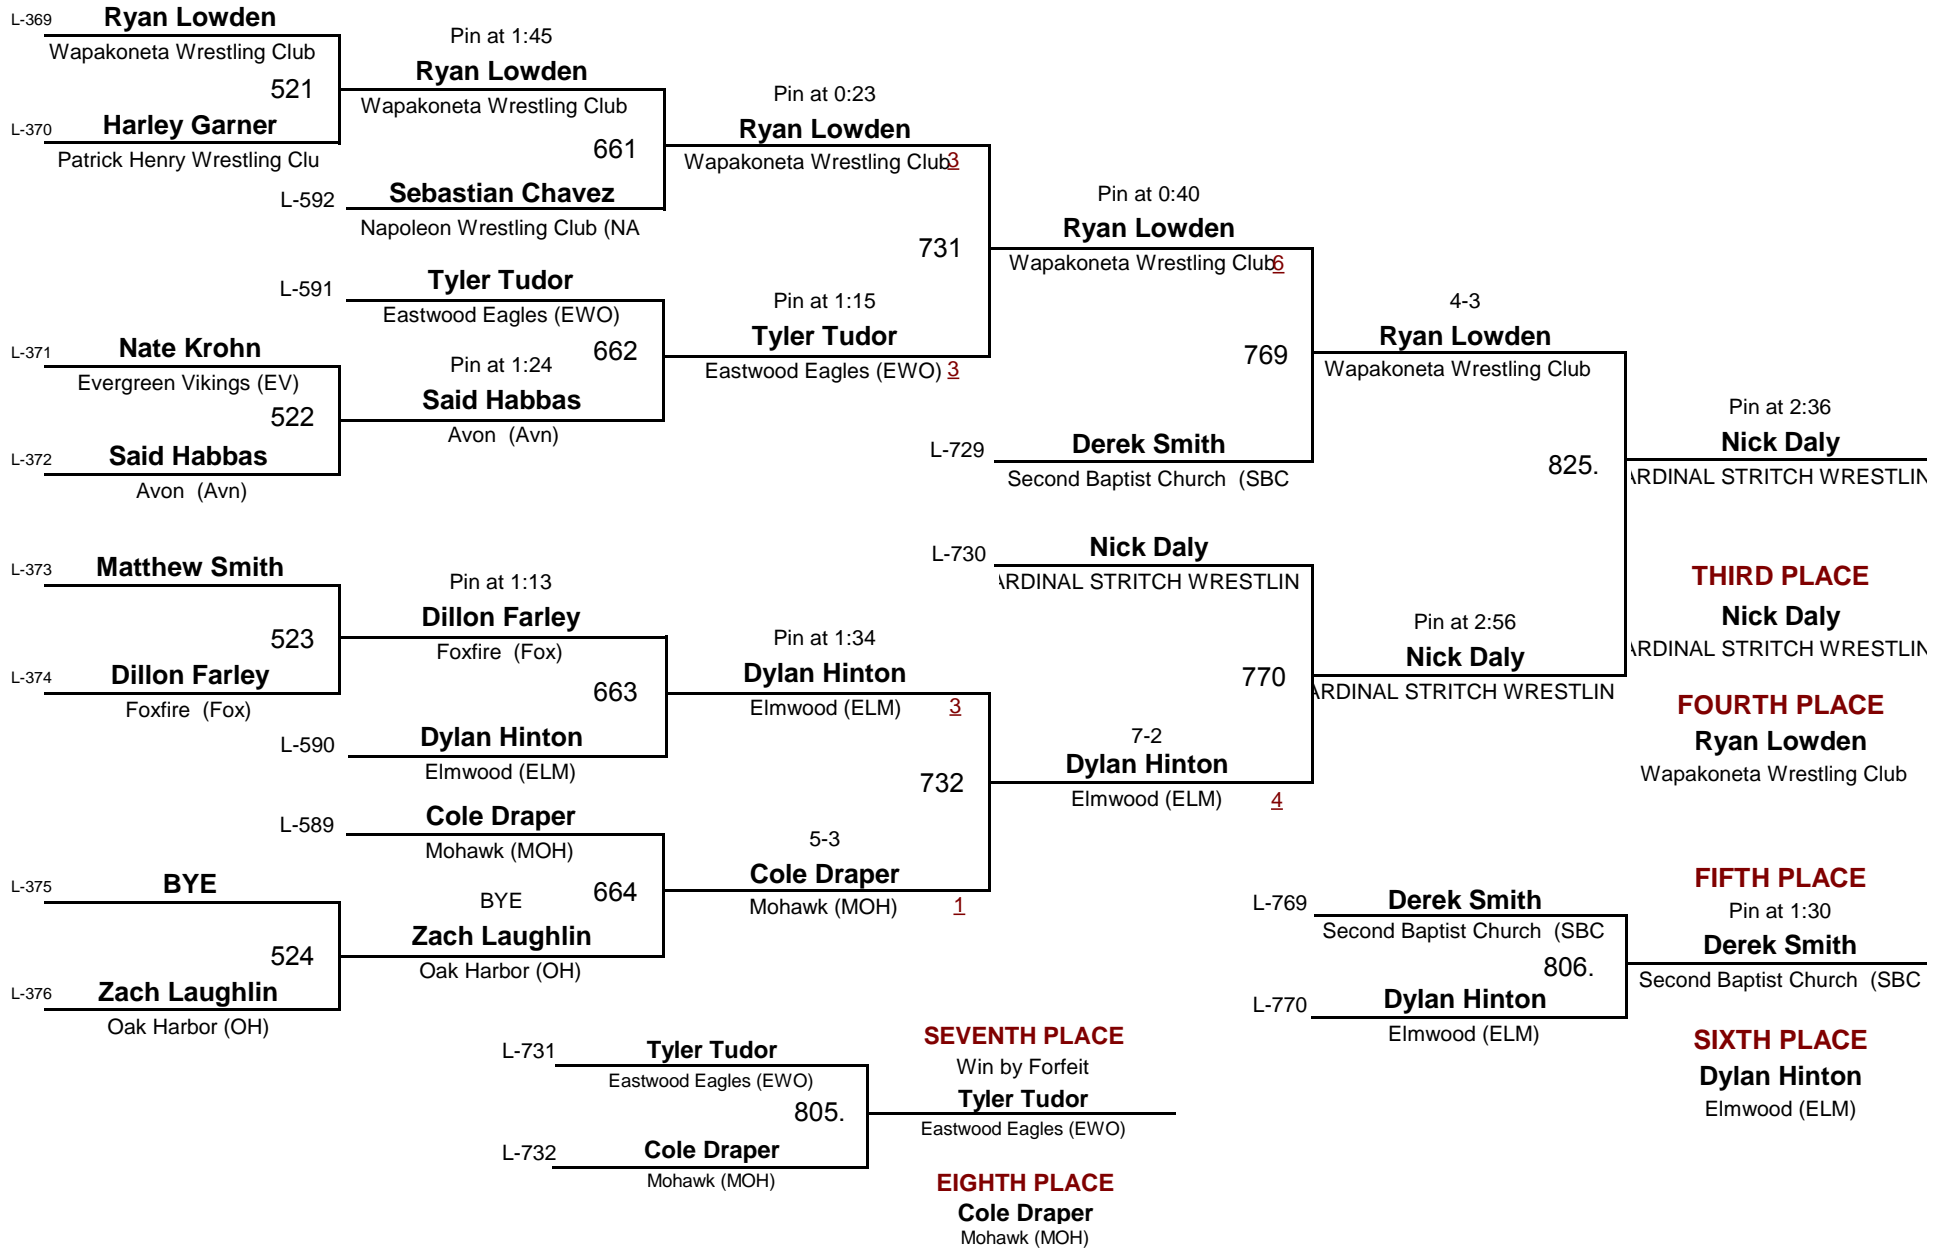 L-369 Ryan Lowden
Wapakoneta Wrestling Club
521
L-370 Harley Garner
Patrick Henry Wrestling Clu
Pin at 1:45
Ryan Lowden
Wapakoneta Wrestling Club
661
L-592 Sebastian Chavez
Napoleon Wrestling Club (NA
Pin at 0:23
Ryan Lowden
Wapakoneta Wrestling Club 3
731
L-591 Tyler Tudor
Eastwood Eagles (EWO)
662
L-371 Nate Krohn
Evergreen Vikings (EV)
522
L-372 Said Habbas
Avon (Avn)
Pin at 1:24
Said Habbas
Avon (Avn)
Pin at 1:15
Tyler Tudor
Eastwood Eagles (EWO) 3
Pin at 0:40
Ryan Lowden
Wapakoneta Wrestling Club 6
769
L-729 Derek Smith
Second Baptist Church (SBC
4-3
Ryan Lowden
Wapakoneta Wrestling Club
825.
Pin at 2:36
Nick Daly
ARDINAL STRITCH WRESTLIN
L-373 Matthew Smith
523
L-374 Dillon Farley
Foxfire (Fox)
Pin at 1:13
Dillon Farley
Foxfire (Fox)
663
L-590 Dylan Hinton
Elmwood (ELM)
Pin at 1:34
Dylan Hinton
Elmwood (ELM) 3
732
L-589 Cole Draper
Mohawk (MOH)
664
L-375 BYE
524
L-376 Zach Laughlin
Oak Harbor (OH)
BYE
Zach Laughlin
Oak Harbor (OH)
5-3
Cole Draper
Mohawk (MOH) 1
L-730 Nick Daly
ARDINAL STRITCH WRESTLIN
770
7-2
Dylan Hinton
Elmwood (ELM) 4
Pin at 2:56
Nick Daly
ARDINAL STRITCH WRESTLIN
THIRD PLACE
Nick Daly
ARDINAL STRITCH WRESTLIN
FOURTH PLACE
Ryan Lowden
Wapakoneta Wrestling Club
L-769 Derek Smith
Second Baptist Church (SBC
806.
L-770 Dylan Hinton
Elmwood (ELM)
FIFTH PLACE
Pin at 1:30
Derek Smith
Second Baptist Church (SBC
SIXTH PLACE
Dylan Hinton
Elmwood (ELM)
L-731 Tyler Tudor
Eastwood Eagles (EWO)
805.
L-732 Cole Draper
Mohawk (MOH)
SEVENTH PLACE
Win by Forfeit
Tyler Tudor
Eastwood Eagles (EWO)
EIGHTH PLACE
Cole Draper
Mohawk (MOH)